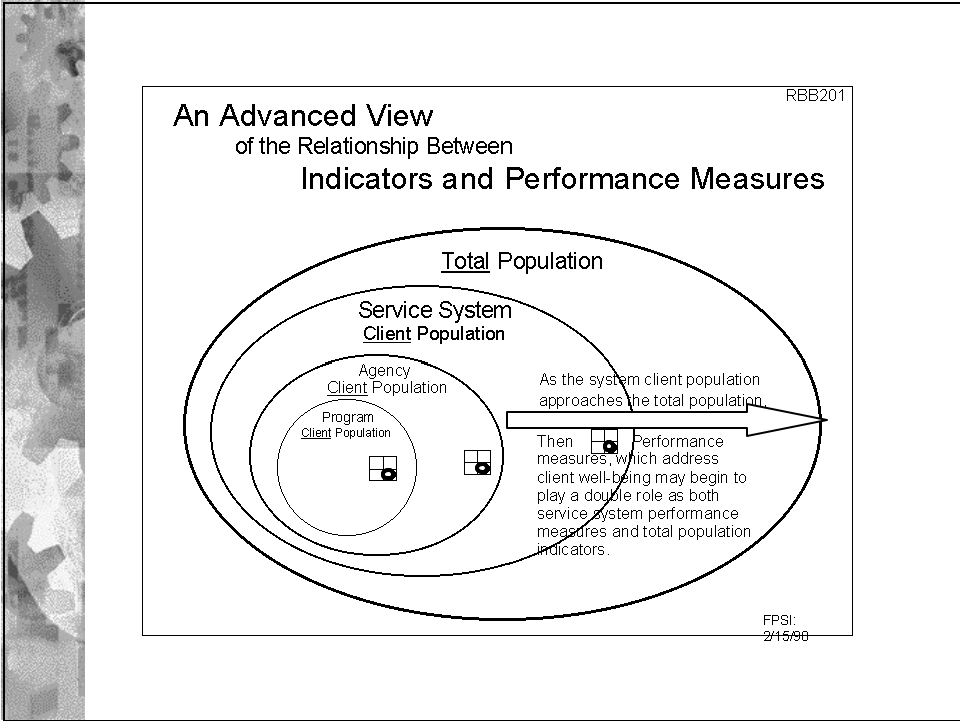 RBB201
An Advanced View
of the Relationship Between
Indicators and Performance Measures
Total Population
Service System
Client Population
Agency
Client Population
Program
Client Population
As the system client population
approaches the total population
Then Performance
measures, which address
client well-being may begin to
play a double role as both
service system performance
measures and total population
indicators.
FPSI:
2/15/90